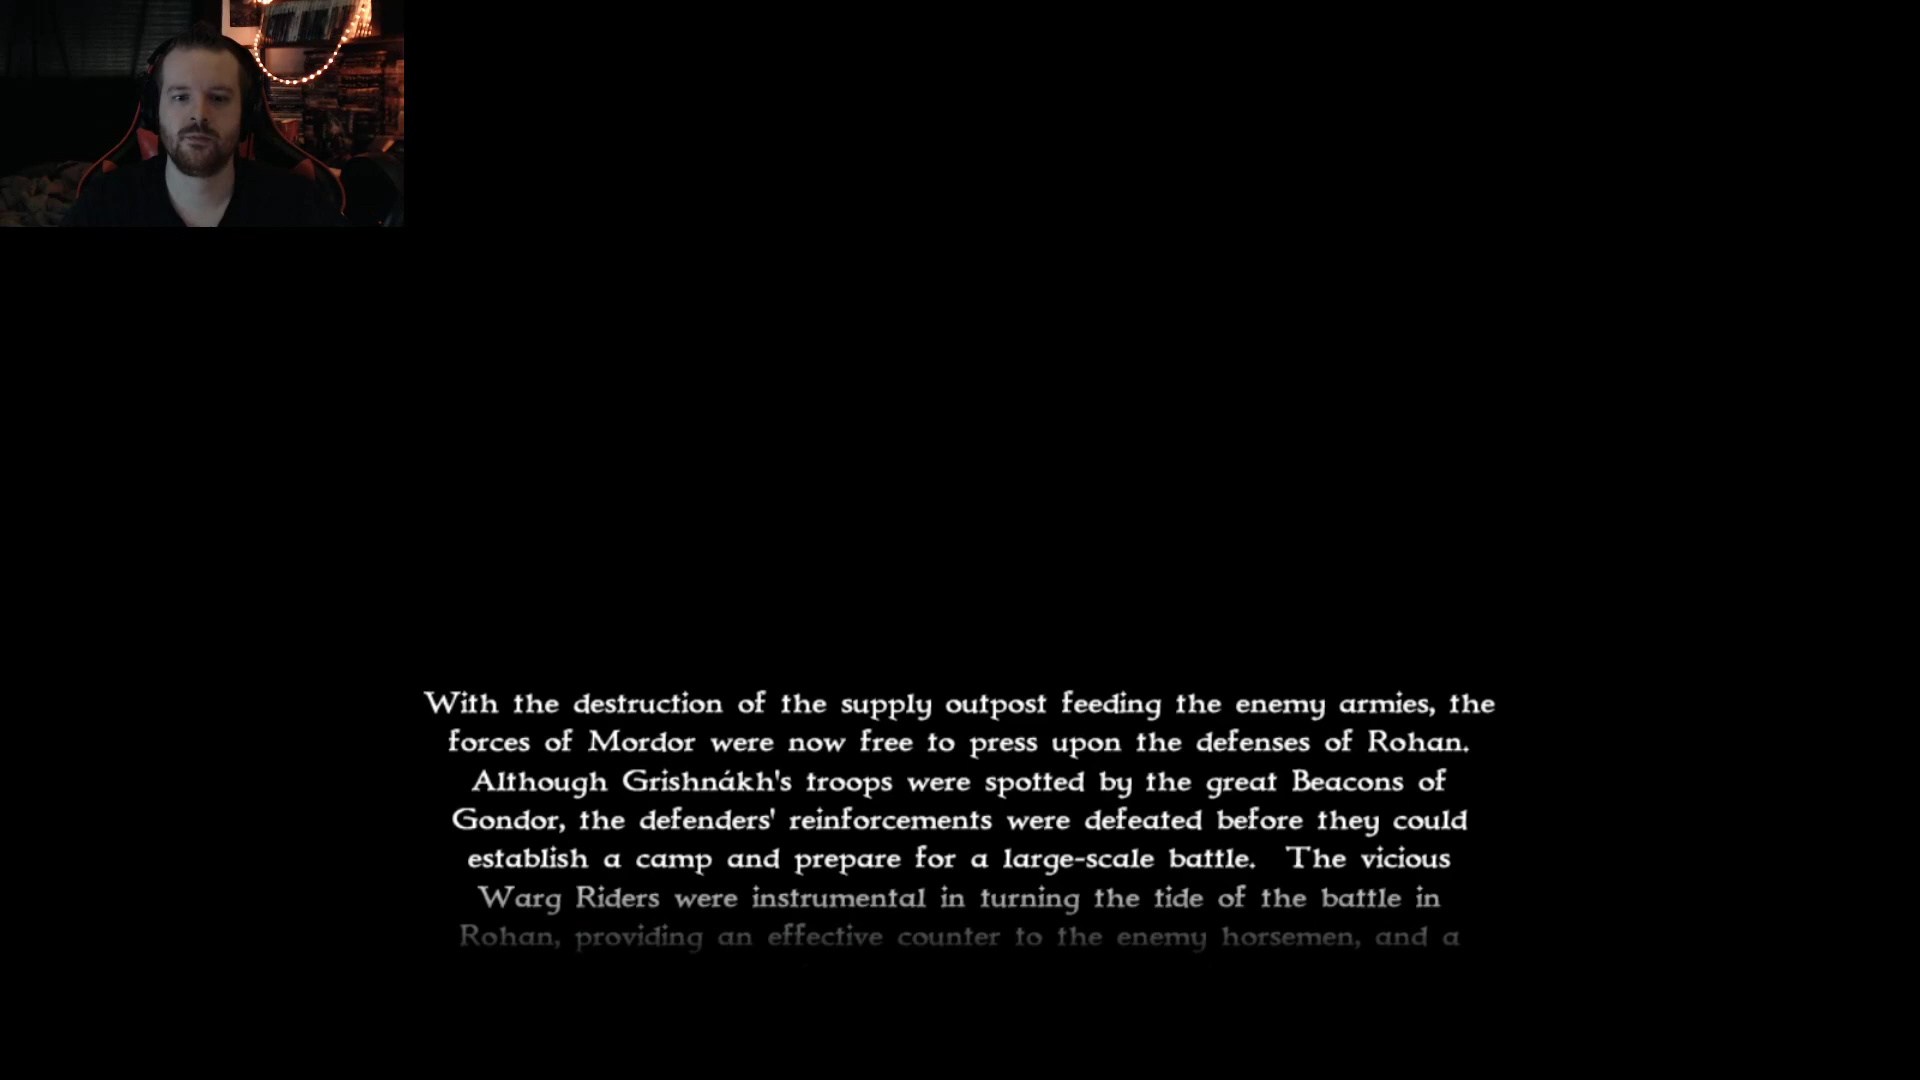 With the destruction of the supply outpost feeding the enemy armies, the
forces of Mordor were now free to press upon the defenses of Rohan.
Although Grishnákh's troops were spotted by the great Beacons of
Gondor, the defenders' reinforcements were defeated before they could
establish a camp and prepare for a large-scale battle.  The vicious
Warg Riders were instrumental in turning the tide of the battle in
Rohan, providing an effective counter to the enemy horsemen, and a